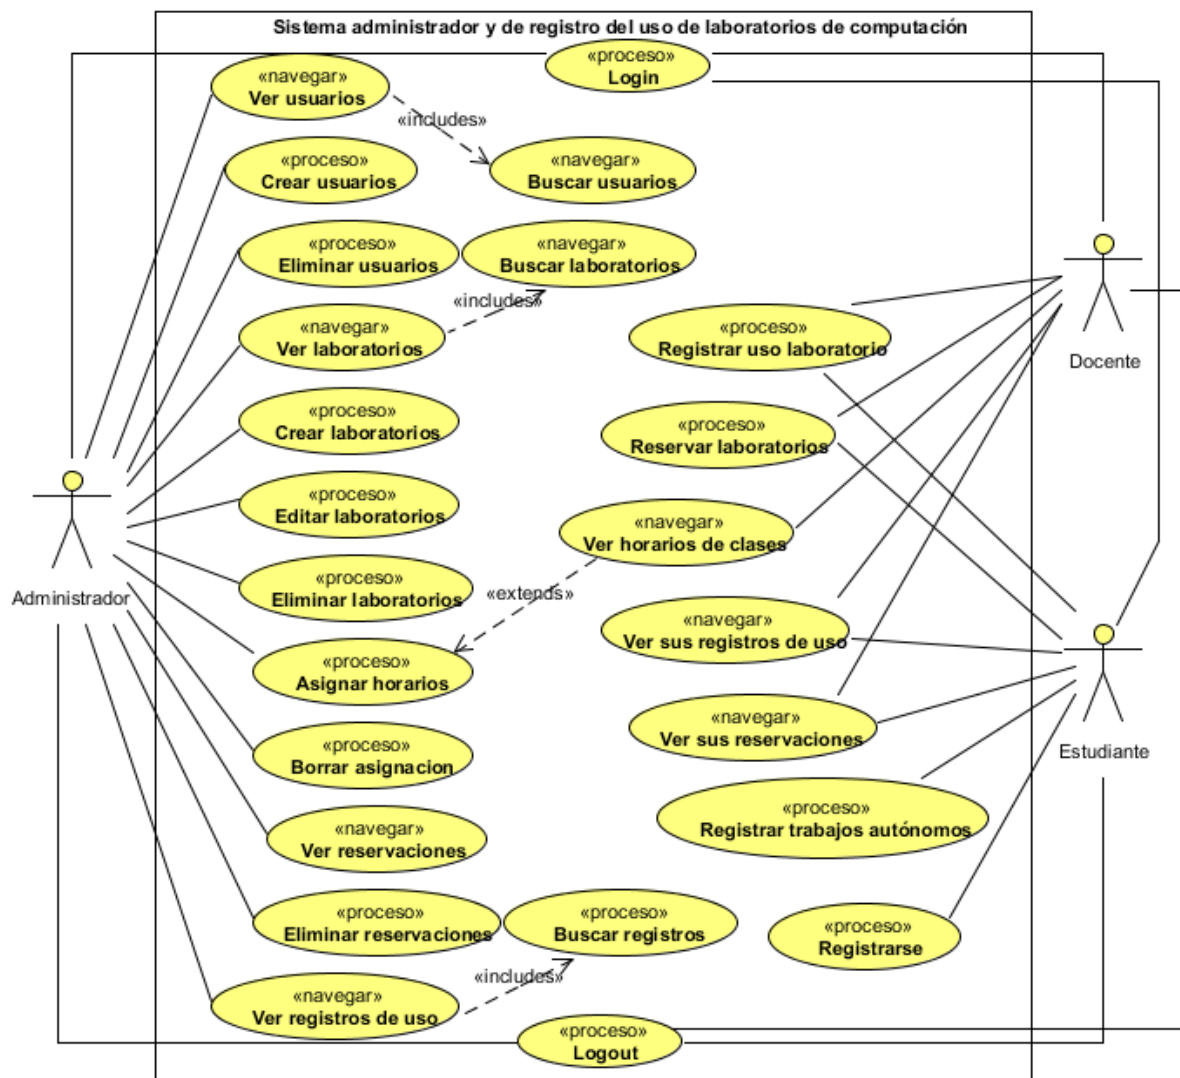 Sistema administrador y de registro del uso de laboratorios de computación
«proceso»
Login
«navegar»
Ver usuarios
«includes»
«proceso»
Crear usuarios
«navegar»
Buscar usuarios
«proceso»
Eliminar usuarios
«navegar»
Buscar laboratorios
«includes»
«navegar»
Ver laboratorios
«proceso»
Registrar uso laboratorio
Docente
«proceso»
Crear laboratorios
«proceso»
Reservar laboratorios
«proceso»
Editar laboratorios
«navegar»
Ver horarios de clases
Administrador
«proceso»
Eliminar laboratorios
«extends»
«navegar»
Ver sus registros de uso
«proceso»
Asignar horarios
«navegar»
Ver sus reservaciones
Estudiante
«proceso»
Borrar asignacion
«proceso»
Registrar trabajos autónomos
«navegar»
Ver reservaciones
«proceso»
Eliminar reservaciones
«proceso»
Buscar registros
«proceso»
Registrarse
«includes»
«navegar»
Ver registros de uso
«proceso»
Logout